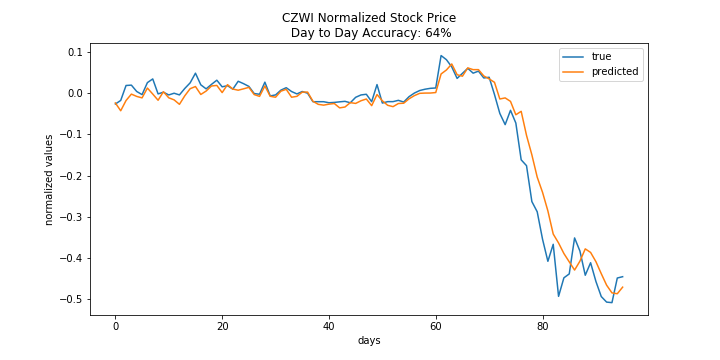 CZWI Normalized Stock Price
Day to Day Accuracy: 64%
true
predicted
normalized values
0.1
0.0
−0.1
−0.2
−0.3
−0.4
−0.5
0
20
40
60
80
days